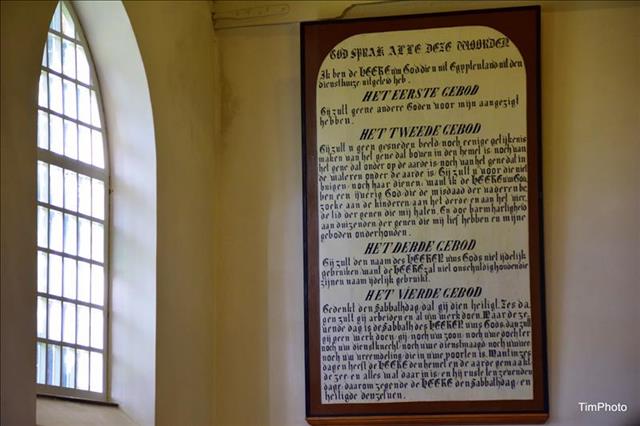 GOD SPRAK ALLE DEZE WOORDEN
Ik ben de HEERE uw God die u uit Egyptenland uit den
diensthuize uitgeleid heb.
HET EERSTE GEBOD
Gij zult geene andere Goden voor mijn aangezigt
hebben.
HET TWEEDE GEBOD
Gij zult u geen gesneden beeld noch eenige gelijkenis
maken van het gene dat boven in den hemel is noch van
het gene dat onder op de aarde is noch van het gene dat in
de wateren onder de aarde is. Gij zult u voor die niet
buigen noch haar dienen want ik de HEERE uw God
ben een ijverig God die de misdaad der vaderen be
zoeke aan de kinderen aan het derde en aan het vier
de lid der genen die mij haten. En doe barmhartigheid
aan duizenden der genen die mij lief hebben en mijne
geboden onderhouden.
HET DERDE GEBOD
Gij zult den naam des HEEREN uws Gods niet ijdelijk
gebruiken want de HEERE zal niet onschuldig houden die
zijnen naam ijdelijk gebruikt.
HET VIERDE GEBOD
Gedenkt den Sabbathdag dat gij dien heiligt. Zes da
gen zult gij arbeiden en al uw werk doen. Maar de ze
vende dag is de Sabbath des HEEREN uws Gods dan zult
gij geen werk doen gij noch uw zoon noch uwe dochter
noch uw dienstknecht noch uwe dienstmaagd noch uw vee
noch uw vreemdeling die in uwe poorten is. Want in zes
dagen heeft de HEERE den hemel en de aarde gemaakt
de zee en alles wat daar in is en hij ruste ten zevenden
dage daarom zegende de HEERE den Sabbathdag en
heiligde denzelven.
TimPhoto